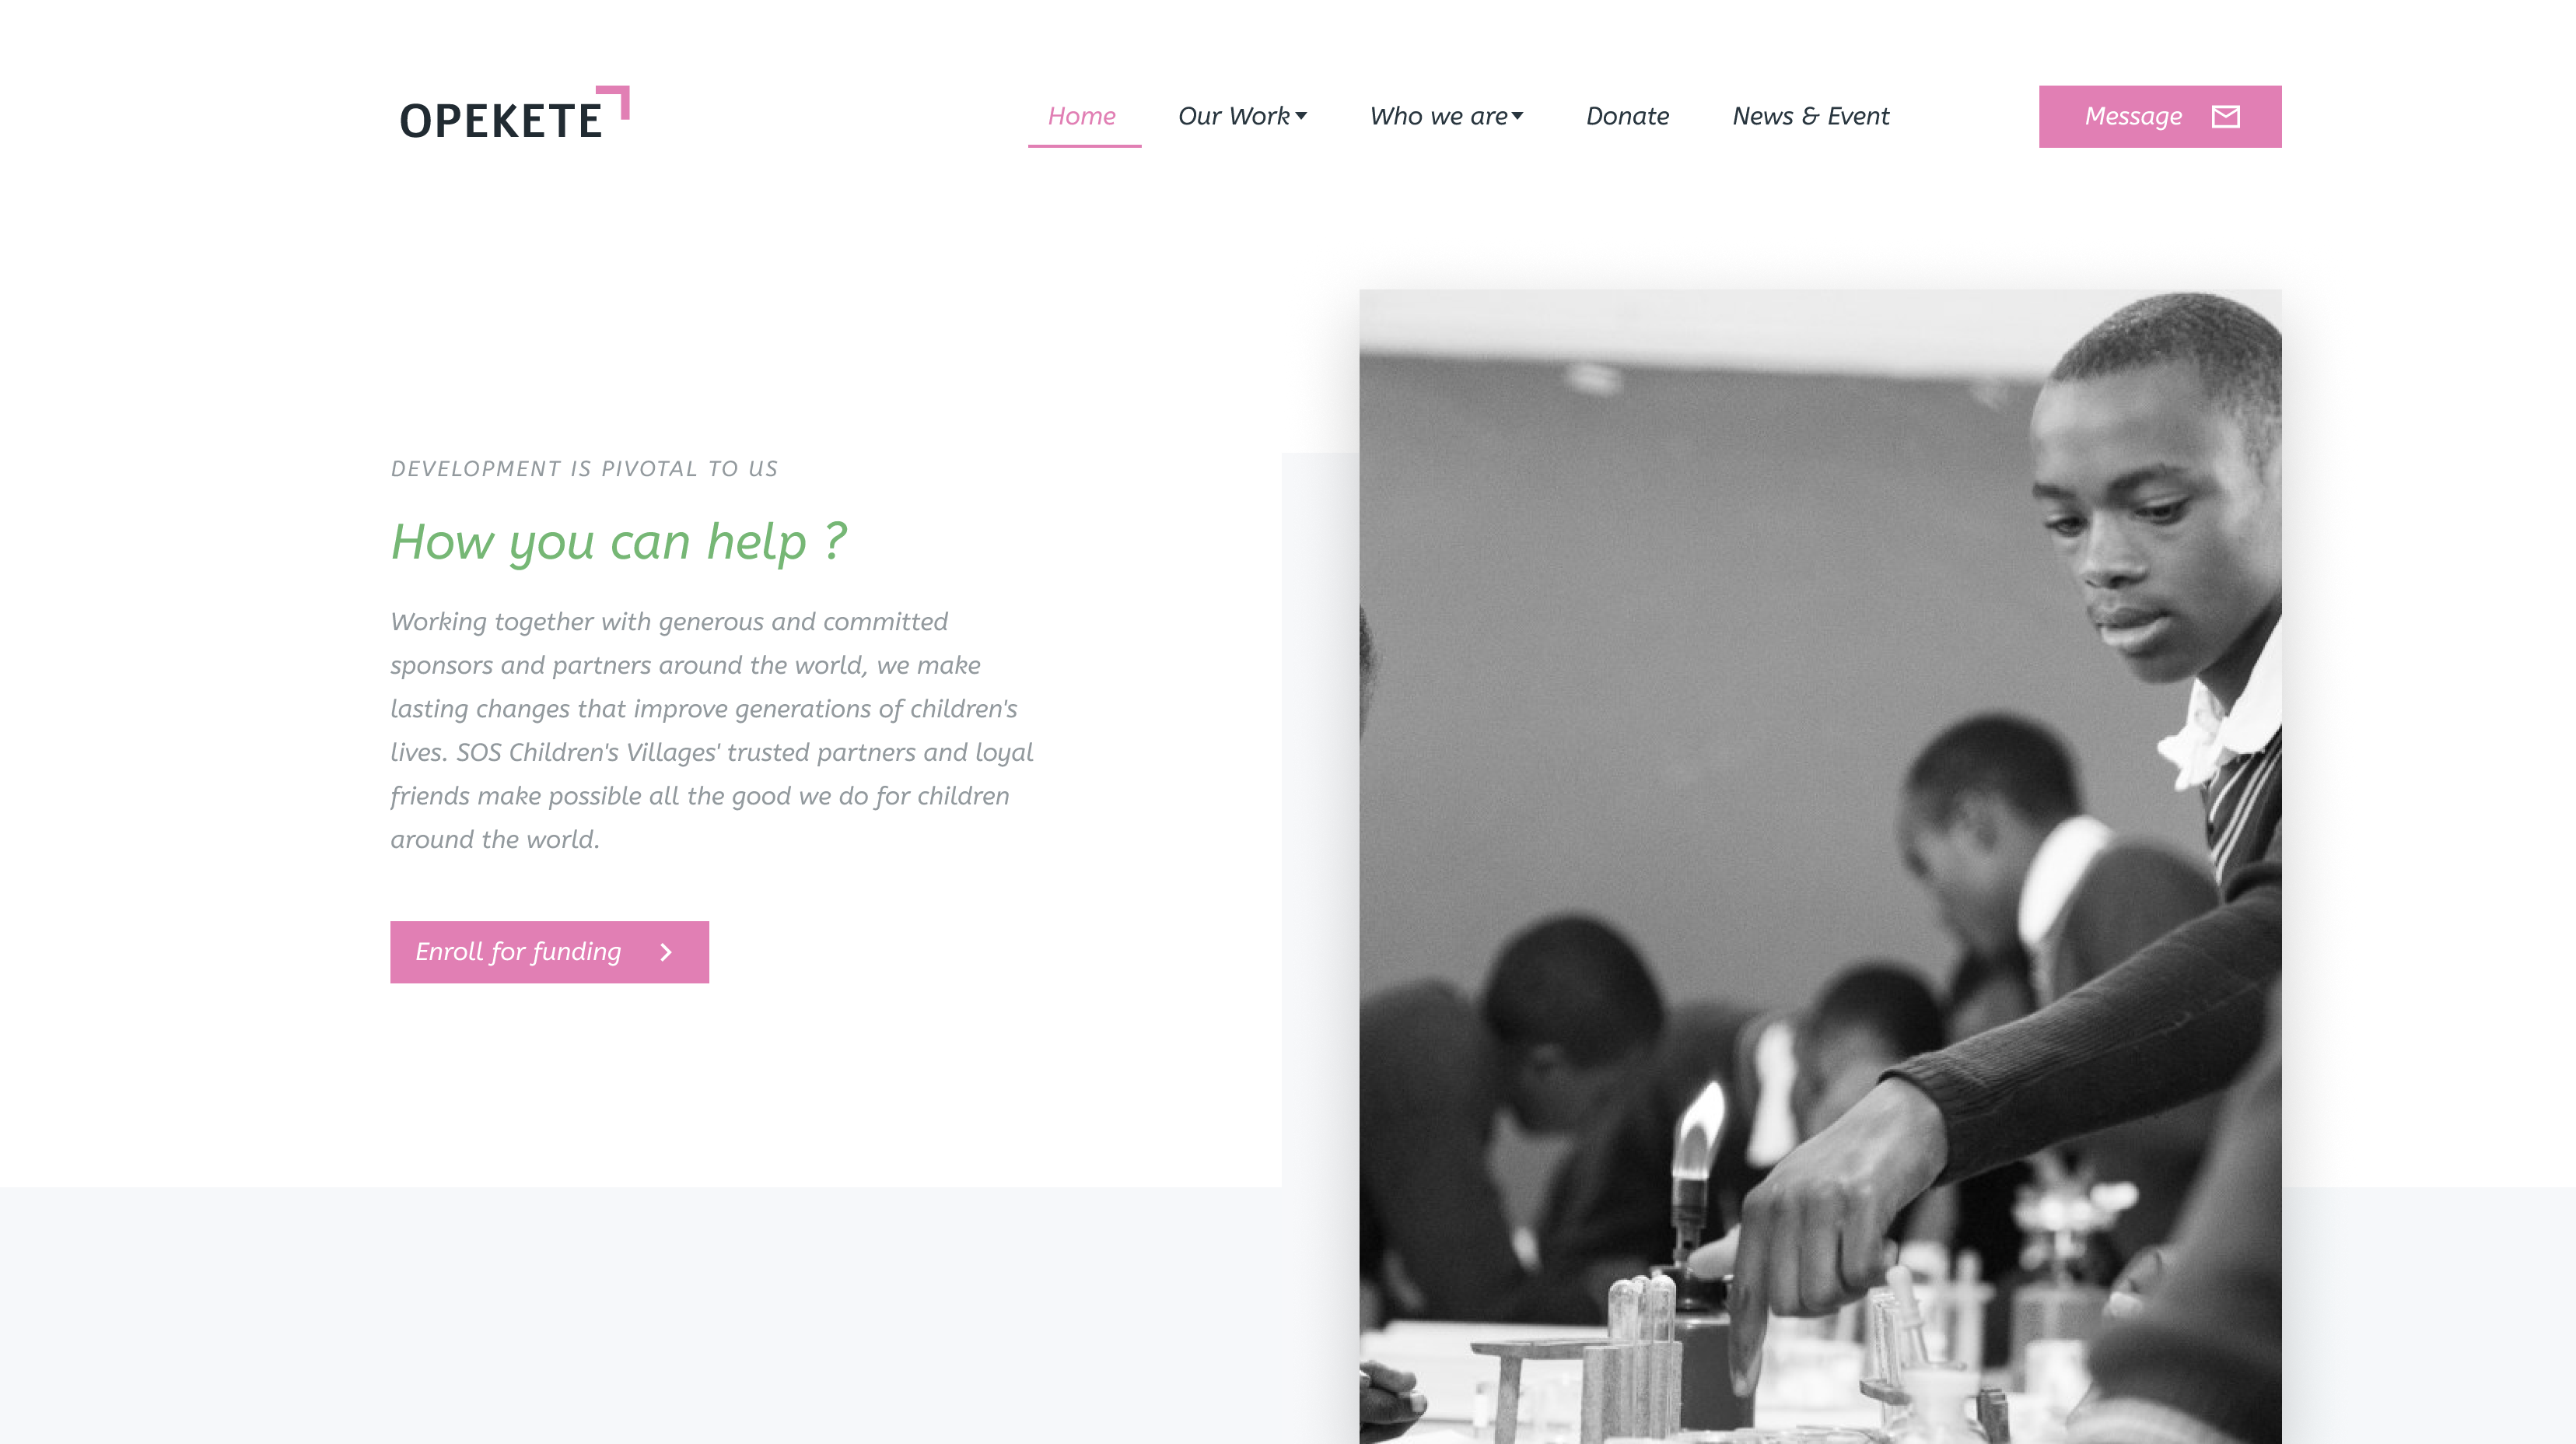 OPEKETE
Home Our Work Who we are Donate News & Event Message
DEVELOPMENT IS PIVOTAL TO US
How you can help ?
Working together with generous and committed
sponsors and partners around the world, we make
lasting changes that improve generations of children's
lives. SOS Children's Villages' trusted partners and loyal
friends make possible all the good we do for children
around the world.
Enroll for funding